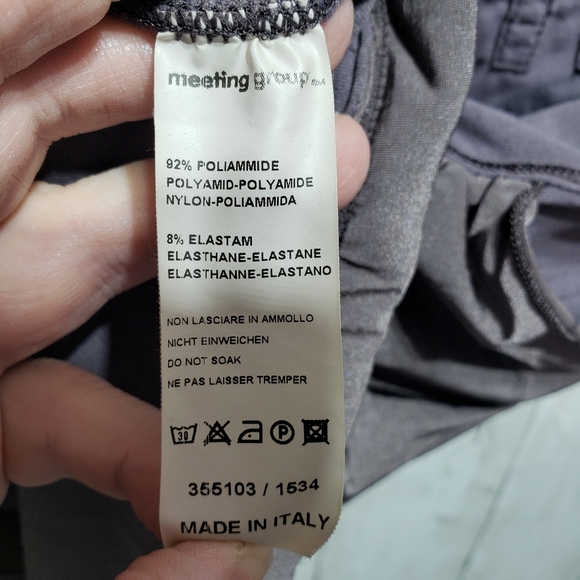 meeting group SpA
92% POLIAMMIDE
POLYAMID-POLYAMIDE
NYLON-POLIAMMIDA
8% ELASTAM
ELASTHANE-ELASTANE
ELASTHANNE-ELASTANO
NON LASCIARE IN AMMOLLO
NICHT EINWEICHEN
DO NOT SOAK
NE PAS LAISSER TREMPER
30 P
355103 / 1534
MADE IN ITALY